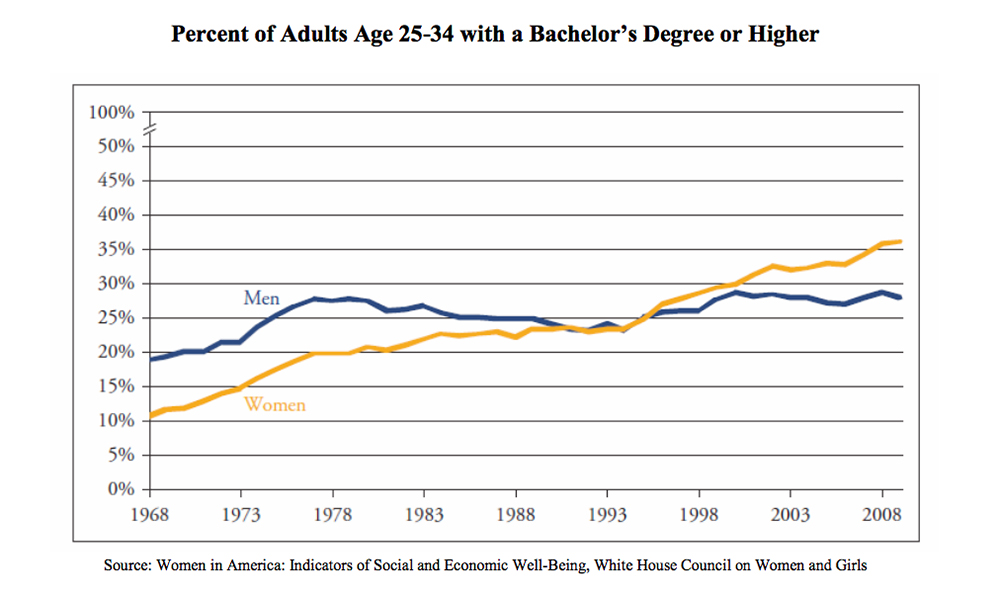 Percent of Adults Age 25-34 with a Bachelor's Degree or Higher
100%
50%
45%
40%
35%
30%
Men
25%
20%
15%
Women
10%
5%
0%
1968 1973 1978 1983 1988 1993 1998 2003 2008
Source: Women in America: Indicators of Social and Economic Well-Being, White House Council on Women and Girls